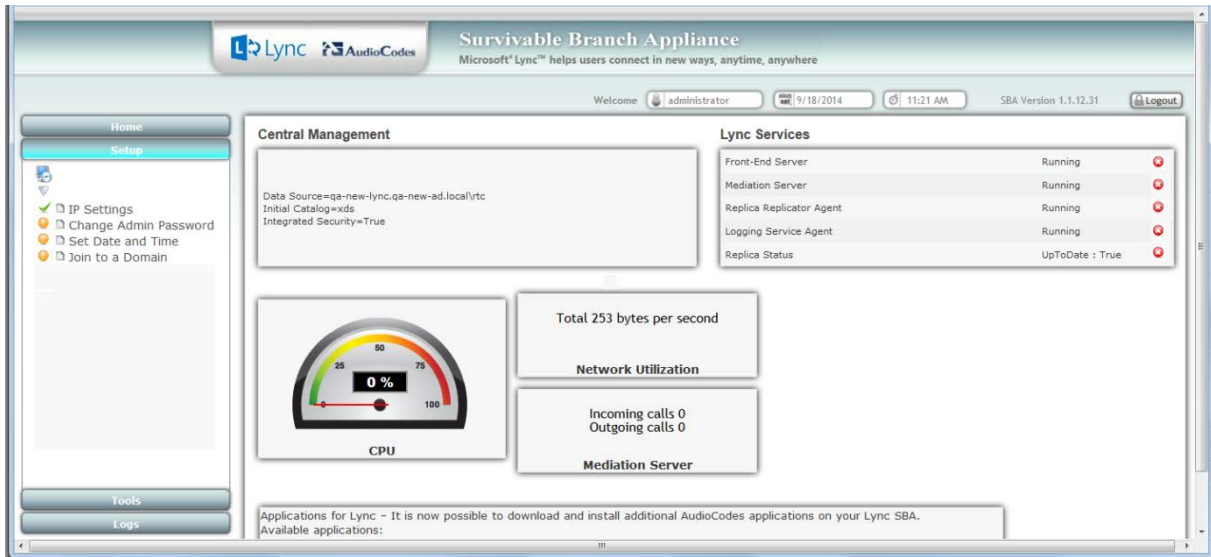 Lync AudioCodes
Survivable Branch Appliance
Microsoft® Lync™ helps users connect in new ways, anytime, anywhere
Welcome administrator 9/18/2014 11:21 AM SBA Version 1.1.12.31 Logout
Home
Setup
IP Settings
Change Admin Password
Set Date and Time
Join to a Domain
Tools
Logs
Central Management
Data Source=qa-new-lync.qa-new-ad.local\rtc
Initial Catalog=xds
Integrated Security=True
Lync Services
Front-End Server Running
Mediation Server Running
Replica Replicator Agent Running
Logging Service Agent Running
Replica Status UpToDate : True
0 25 50 75 100
0 %
CPU
Total 253 bytes per second
Network Utilization
Incoming calls 0
Outgoing calls 0
Mediation Server
Applications for Lync – It is now possible to download and install additional AudioCodes applications on your Lync SBA.
Available applications: